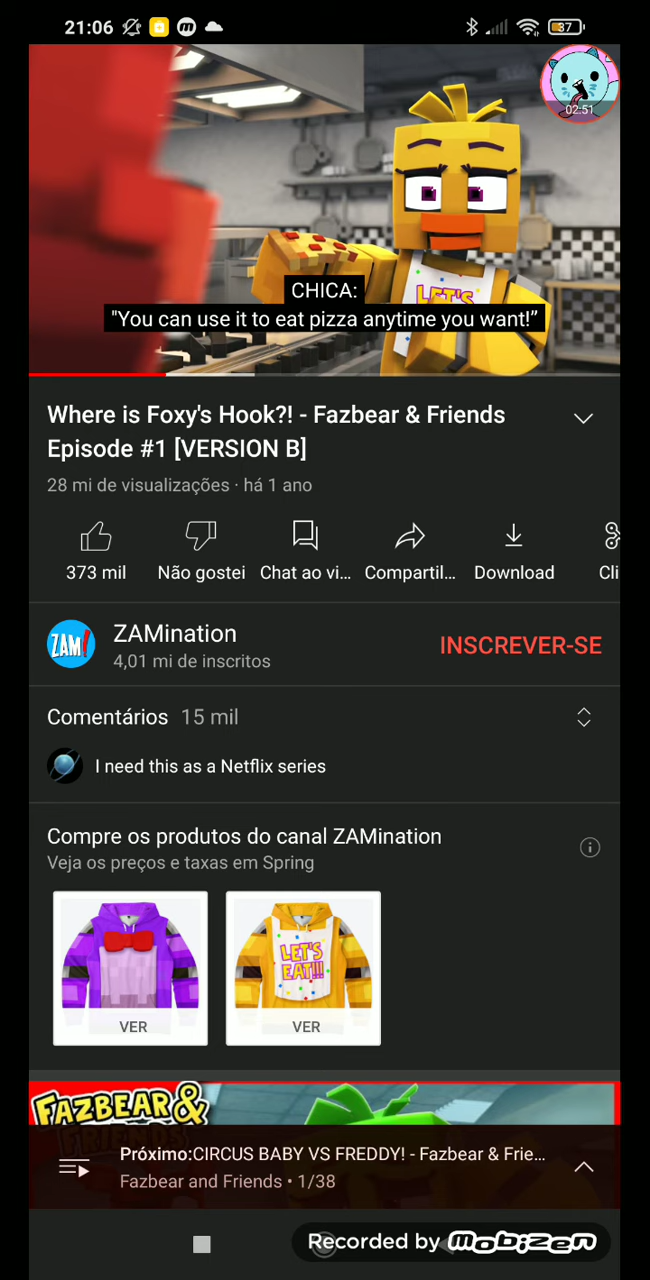 21:06
37
02:51
LET'S
CHICA:
"You can use it to eat pizza anytime you want!”
Where is Foxy's Hook?! - Fazbear & Friends
Episode #1 [VERSION B]
28 mi de visualizações · há 1 ano
373 mil
Não gostei
Chat ao vi...
Compartil...
Download
Cli
ZAM!
ZAMination
4,01 mi de inscritos
INSCREVER-SE
Comentários 15 mil
I need this as a Netflix series
Compre os produtos do canal ZAMination
Veja os preços e taxas em Spring
LET'S
EAT!!!
VER
VER
FAZBEAR &
FRIENDS
Próximo:CIRCUS BABY VS FREDDY! - Fazbear & Frie...
Fazbear and Friends • 1/38
Recorded by Mobizen